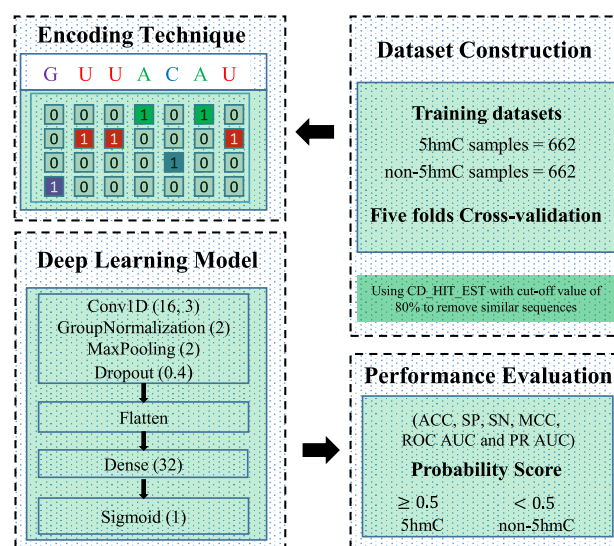 Encoding Technique
G U U A C A U
0 0 0 1 0 1 0
0 1 1 0 0 0 1
0 0 0 0 1 0 0
1 0 0 0 0 0 0
Dataset Construction
Training datasets
5hmC samples = 662
non-5hmC samples = 662
Five folds Cross-validation
Using CD_HIT_EST with cut-off value of
80% to remove similar sequences
Deep Learning Model
Conv1D (16, 3)
GroupNormalization (2)
MaxPooling (2)
Dropout (0.4)
Flatten
Dense (32)
Sigmoid (1)
Performance Evaluation
(ACC, SP, SN, MCC,
ROC AUC and PR AUC)
Probability Score
≥ 0.5 < 0.5
5hmC non-5hmC